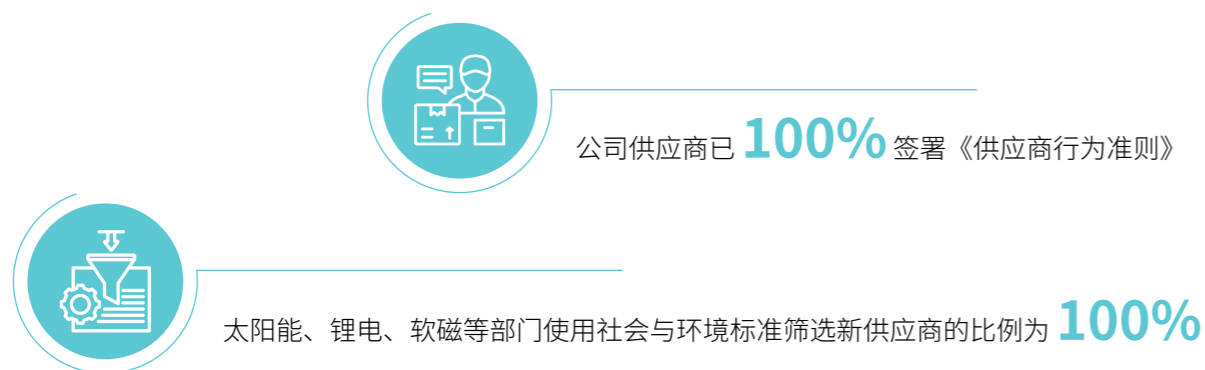 公司供应商已 100% 签署《供应商行为准则》
太阳能、锂电、软磁等部门使用社会与环境标准筛选新供应商的比例为 100%